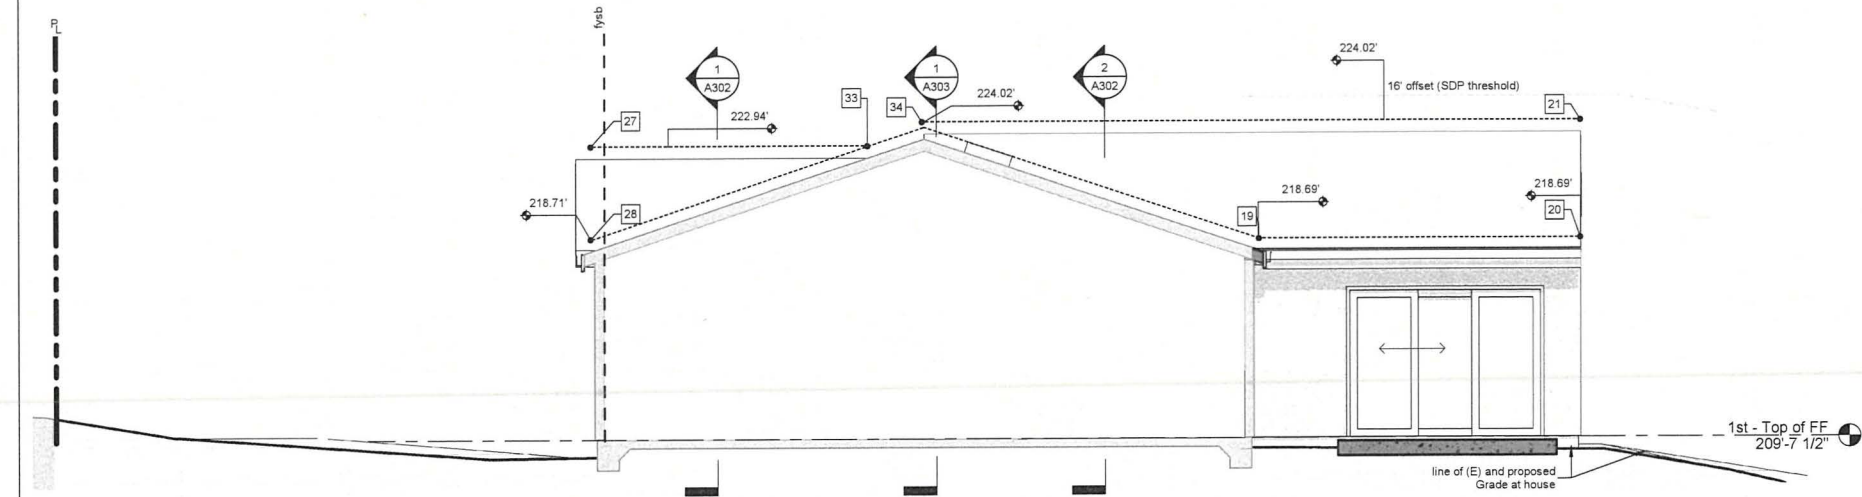 PL
fysb
1
A302
1
A303
2
A302
224.02'
16' offset (SDP threshold)
27
222.94'
33
34
224.02'
21
218.71'
28
19
218.69'
218.69'
20
1st - Top of FF
209'-7 1/2"
line of (E) and proposed
Grade at house